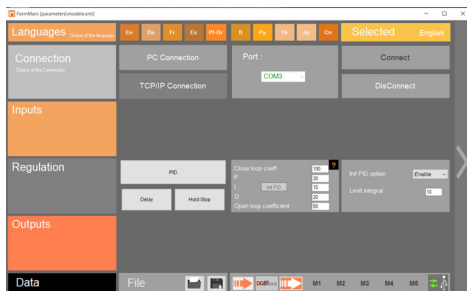 FormMain [parameters\modele.xml]
Languages Choose of the language En De Fr Es Pt-Br It Py Tk Jp Cn Selected English
Connection
Choose of the Connection
PC Connection
TCP/IP Connection
Port :
COM3
Connect
DisConnect
Inputs
Regulation
PID
Delay Hold Stop
Close loop coeff 100 ?
P 30
I Init PID 10
D 20
Open loop coefficient 50
Init PID option Enable
Limit integral 10
Outputs
Data File M1 M2 M3 M4 M5